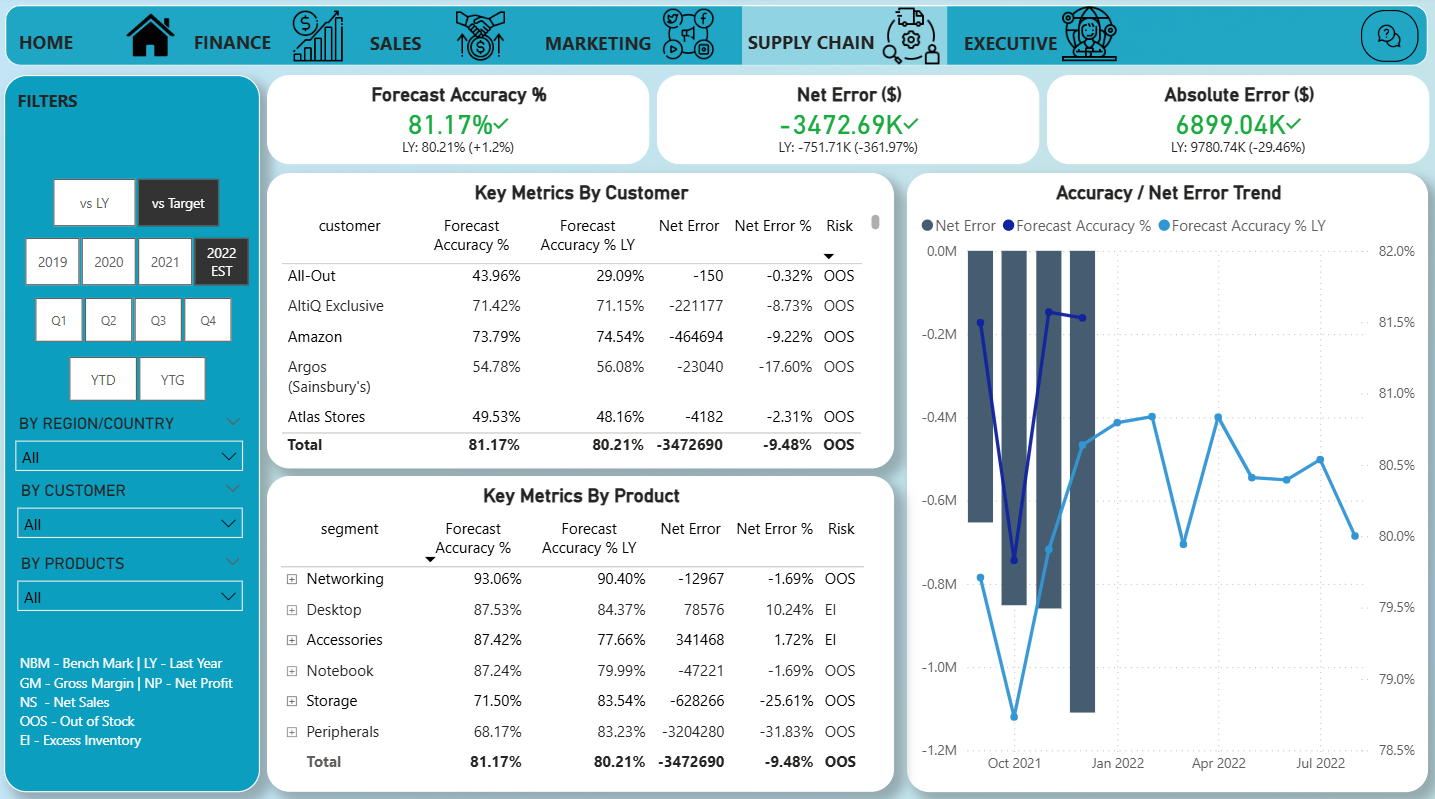 HOME
FINANCE
SALES
MARKETING
SUPPLY CHAIN
EXECUTIVE
FILTERS
vs LY
vs Target
2019
2020
2021
2022
EST
Q1
Q2
Q3
Q4
YTD
YTG
BY REGION/COUNTRY
All
BY CUSTOMER
All
BY PRODUCTS
All
NBM - Bench Mark | LY - Last Year
GM - Gross Margin | NP - Net Profit
NS - Net Sales
OOS - Out of Stock
EI - Excess Inventory
Forecast Accuracy %
81.17%✓
LY: 80.21% (+1.2%)
Net Error ($)
-3472.69K✓
LY: -751.71K (-361.97%)
Absolute Error ($)
6899.04K✓
LY: 9780.74K (-29.46%)
Key Metrics By Customer
customer Forecast Accuracy % Forecast Accuracy % LY Net Error Net Error % Risk
All-Out 43.96% 29.09% -150 -0.32% OOS
AltiQ Exclusive 71.42% 71.15% -221177 -8.73% OOS
Amazon 73.79% 74.54% -464694 -9.22% OOS
Argos 54.78% 56.08% -23040 -17.60% OOS
(Sainsbury's)
Atlas Stores 49.53% 48.16% -4182 -2.31% OOS
Total 81.17% 80.21% -3472690 -9.48% OOS
Key Metrics By Product
segment Forecast Accuracy % Forecast Accuracy % LY Net Error Net Error % Risk
Networking 93.06% 90.40% -12967 -1.69% OOS
Desktop 87.53% 84.37% 78576 10.24% EI
Accessories 87.42% 77.66% 341468 1.72% EI
Notebook 87.24% 79.99% -47221 -1.69% OOS
Storage 71.50% 83.54% -628266 -25.61% OOS
Peripherals 68.17% 83.23% -3204280 -31.83% OOS
Total 81.17% 80.21% -3472690 -9.48% OOS
Accuracy / Net Error Trend
Net Error Forecast Accuracy % Forecast Accuracy % LY
0.0M
-0.2M
-0.4M
-0.6M
-0.8M
-1.0M
-1.2M
82.0%
81.5%
81.0%
80.5%
80.0%
79.5%
79.0%
78.5%
Oct 2021 Jan 2022 Apr 2022 Jul 2022